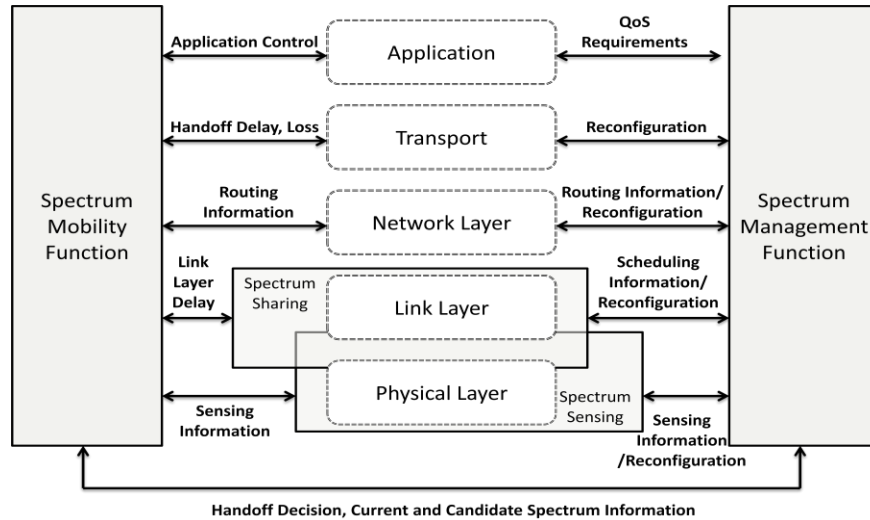 Application Control
Application
QoS
Requirements
Handoff Delay, Loss
Transport
Reconfiguration
Spectrum
Mobility
Function
Routing
Information
Network Layer
Routing Information/
Reconfiguration
Spectrum
Management
Function
Link
Layer
Delay
Spectrum
Sharing
Link Layer
Scheduling
Information/
Reconfiguration
Sensing
Information
Physical Layer
Spectrum
Sensing
Sensing
Information
/Reconfiguration
Handoff Decision, Current and Candidate Spectrum Information